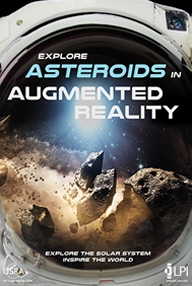 EXPLORE
ASTEROIDS IN
AUGMENTED
REALITY
EXPLORE THE SOLAR SYSTEM
INSPIRE THE WORLD
USRA
LPI